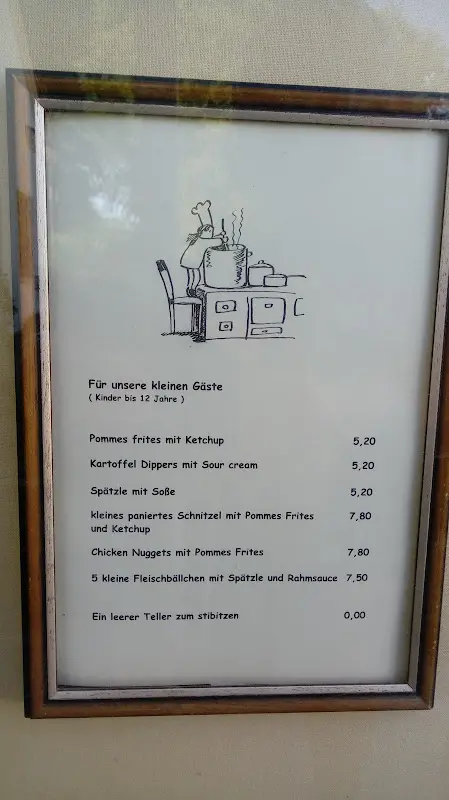 Für unsere kleinen Gäste
( Kinder bis 12 Jahre )
Pommes frites mit Ketchup 5,20
Kartoffel Dippers mit Sour cream 5,20
Spätzle mit Soße 5,20
kleines paniertes Schnitzel mit Pommes Frites 7,80
und Ketchup
Chicken Nuggets mit Pommes Frites 7,80
5 kleine Fleischbällchen mit Spätzle und Rahmsauce 7,50
Ein leerer Teller zum stibitzen 0,00